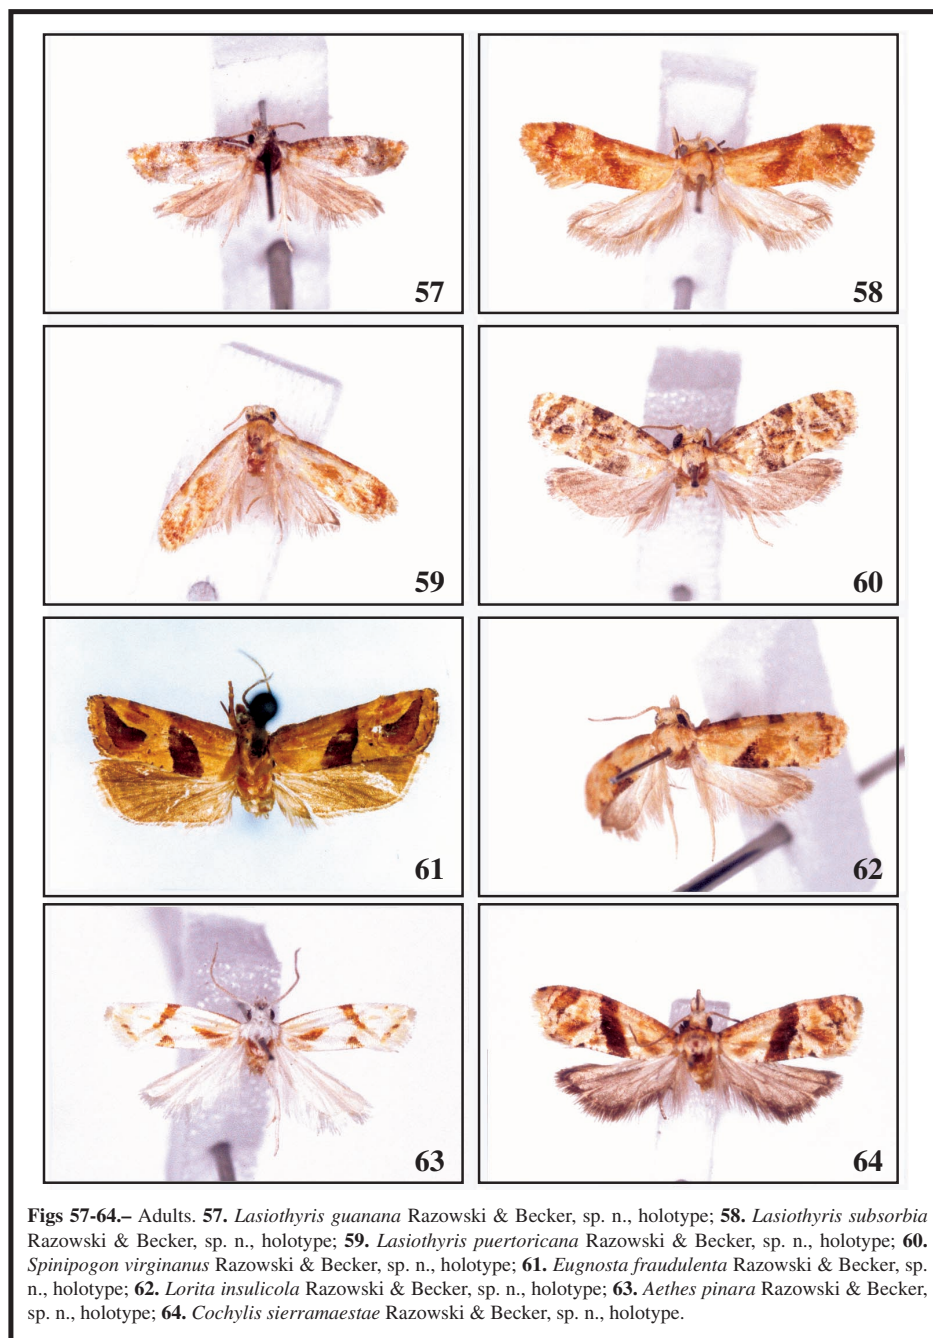 57
58
59
60
61
62
63
64
Figs 57-64.– Adults. 57. Lasiothyris guanana Razowski & Becker, sp. n., holotype; 58. Lasiothyris subsorbia
Razowski & Becker, sp. n., holotype; 59. Lasiothyris puertoricana Razowski & Becker, sp. n., holotype; 60.
Spinipogon virginanus Razowski & Becker, sp. n., holotype; 61. Eugnosta fraudulenta Razowski & Becker, sp.
n., holotype; 62. Lorita insulicola Razowski & Becker, sp. n., holotype; 63. Aethes pinara Razowski & Becker,
sp. n., holotype; 64. Cochylis sierramaestae Razowski & Becker, sp. n., holotype.